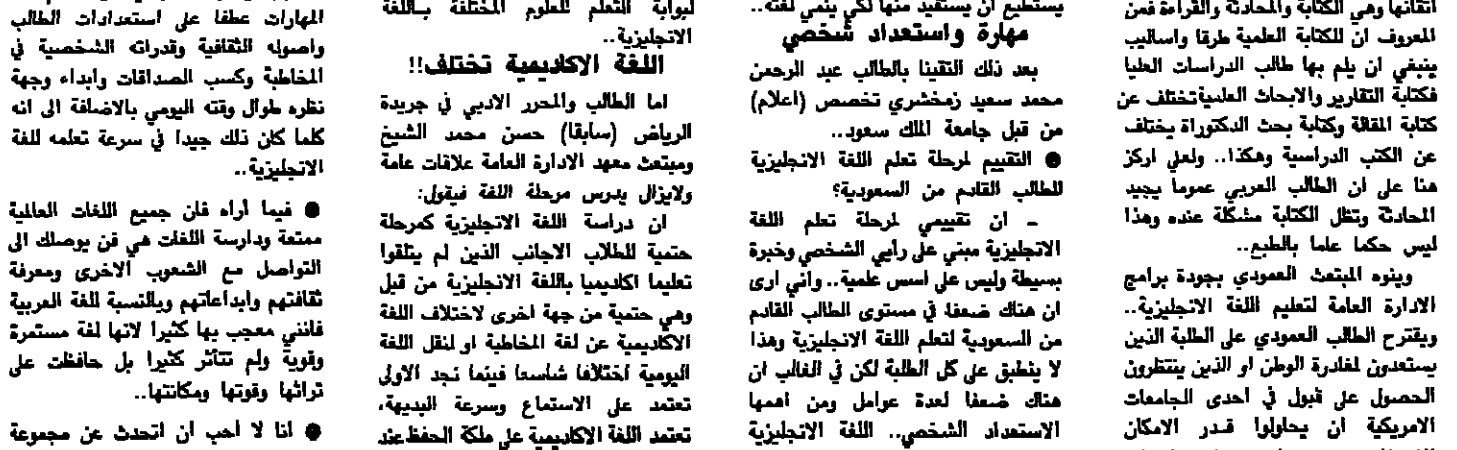 اتقانها وهي الكتابة والمحادثة والقراءة فمن
المعروف ان للكتابة العلمية طرقا واساليب
ينبغي ان يلم بها طالب الدراسات العليا
فكتابة التقارير والابحاث العلمية تختلف عن
كتابة المقالة وكتابة بحث الدكتوراة يختلف
عن الكتب الدراسية وهكذا.. ولعلي اركز
هنا على ان الطالب العربي عموما يجيد
المحادثة وتظل الكتابة مشكلة عنده وهذا
ليس حكما عاما بالطبع..
وينوه المبتعث العمودي بجودة برامج
الادارة العامة لتعليم اللغة الانجليزية..
ويقترح الطالب العمودي على الطلبة الذين
يستعدون لمغادرة الوطن او الذين ينتظرون
الحصول على قبول في احدى الجامعات
الامريكية ان يحاولوا قدر الامكان
يستطيع ان يستفيد منها لكي ينمي لغته..
مهارة واستعداد شخصي
بعد ذلك التقينا بالطالب عبد الرحمن
محمد سعيد زمخشري تخصص (اعلام)
من قبل جامعة الملك سعود..
● التقييم لمرحلة تعلم اللغة الانجليزية
للطالب القادم من السعودية؟
ـ ان تقييمي لمرحلة تعلم اللغة
الانجليزية مبني على رأيي الشخصي وخبرة
بسيطة وليس على اسس علمية.. واني ارى
ان هناك ضعفا في مستوى الطالب القادم
من السعودية لتعلم اللغة الانجليزية وهذا
لا ينطبق على كل الطلبة لكن في الغالب ان
هناك ضعفا لعدة عوامل ومن اهمها
الاستعداد الشخصي.. اللغة الانجليزية
لبوابة التعلم للعلوم المختلفة باللغة
الانجليزية..
اللغة الاكاديمية تختلف!!
اما الطالب والمحرر الادبي في جريدة
الرياض (سابقا) حسن محمد الشيخ
ومبتعث معهد الادارة العامة علاقات عامة
ولايزال يدرس مرحلة اللغة فيقول:
ان دراسة اللغة الانجليزية كمرحلة
حتمية للطلاب الاجانب الذين لم يتلقوا
تعليما اكاديميا باللغة الانجليزية من قبل
وهي حتمية من جهة اخرى لاختلاف اللغة
الاكاديمية عن لغة المخاطبة او لنقل اللغة
اليومية اختلافا شاسعا فبينما نجد الاولى
تعتمد على الاستماع وسرعة البديهة،
تعتمد اللغة الاكاديمية على ملكة الحفظ عند
المهارات عطفا على استعدادات الطالب
واصوله الثقافية وقدراته الشخصية في
المخاطبة وكسب الصداقات وابداء وجهة
نظره طوال وقته اليومي بالاضافة الى انه
كلما كان ذلك جيدا في سرعة تعلمه للغة
الانجليزية..
● فيما أراه فان جميع اللغات العالمية
ممتعة ودارسة اللغات هي فن يوصلك الى
التواصل مع الشعوب الاخرى ومعرفة
ثقافتهم وابداعاتهم وبالنسبة للغة العربية
فانني معجب بها كثيرا لانها لغة مستمرة
وقوية ولم تتأثر كثيرا بل حافظت على
تراثها وقوتها ومكانتها..
● انا لا احب ان اتحدث عن مجموعة